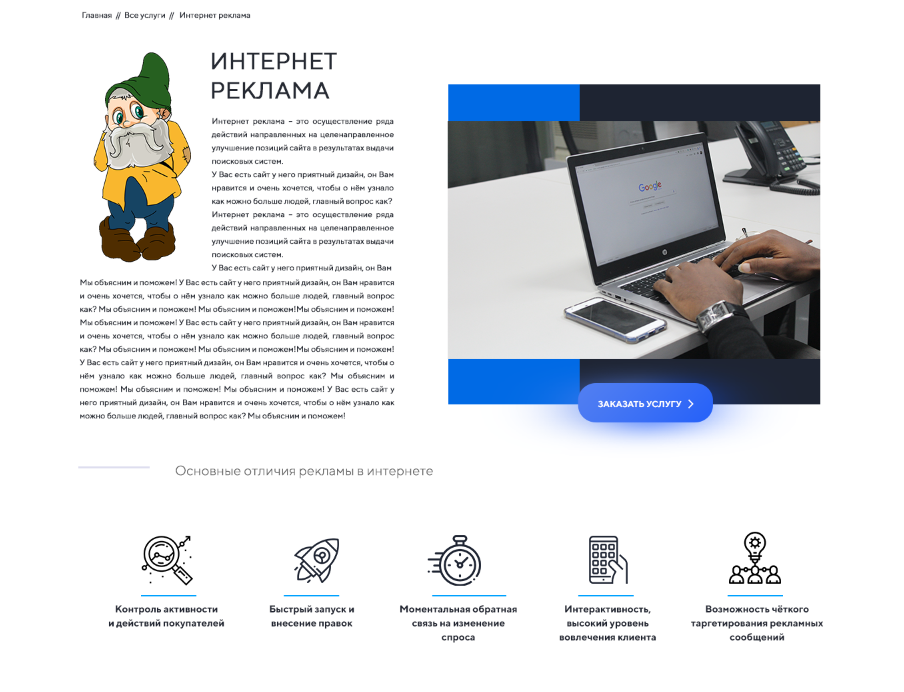 Главная // Все услуги // Интернет реклама
ИНТЕРНЕТ
РЕКЛАМА
Интернет реклама – это осуществление ряда
действий направленных на целенаправленное
улучшение позиций сайта в результатах выдачи
поисковых систем.
У Вас есть сайт у него приятный дизайн, он Вам
нравится и очень хочется, чтобы о нём узнало
как можно больше людей, главный вопрос как?
Интернет реклама – это осуществление ряда
действий направленных на целенаправленное
улучшение позиций сайта в результатах выдачи
поисковых систем.
У Вас есть сайт у него приятный дизайн, он Вам
Мы объясним и поможем! У Вас есть сайт у него приятный дизайн, он Вам нравится
и очень хочется, чтобы о нём узнало как можно больше людей, главный вопрос
как? Мы объясним и поможем! Мы объясним и поможем!Мы объясним и поможем!
Мы объясним и поможем! У Вас есть сайт у него приятный дизайн, он Вам нравится
и очень хочется, чтобы о нём узнало как можно больше людей, главный вопрос
как? Мы объясним и поможем! Мы объясним и поможем!Мы объясним и поможем!
У Вас есть сайт у него приятный дизайн, он Вам нравится и очень хочется, чтобы о
нём узнало как можно больше людей, главный вопрос как? Мы объясним и
поможем! Мы объясним и поможем! Мы объясним и поможем! У Вас есть сайт у
него приятный дизайн, он Вам нравится и очень хочется, чтобы о нём узнало как
можно больше людей, главный вопрос как? Мы объясним и поможем!
Google
ЗАКАЗАТЬ УСЛУГУ
Основные отличия рекламы в интернете
Контроль активности
и действий покупателей
Быстрый запуск и
внесение правок
Моментальная обратная
связь на изменение
спроса
Интерактивность,
высокий уровень
вовлечения клиента
Возможность чёткого
таргетирования рекламных
сообщений